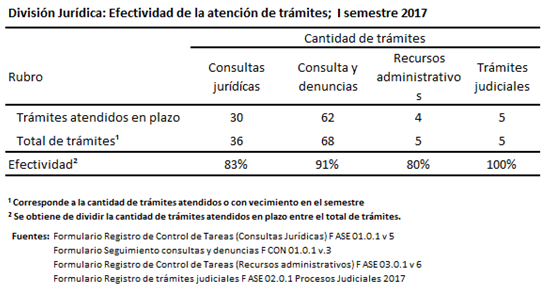 División Jurídica: Efectividad de la atención de trámites; I semestre 2017
Cantidad de trámites
Rubro
Consultas jurídícas
Consulta y denuncias
Recursos administrativo s
Trámites judiciales
Trámites atendidos en plazo 30 62 4 5
Total de trámites¹ 36 68 5 5
Efectividad² 83% 91% 80% 100%
¹ Corresponde a la cantidad de trámites atendidos o con vecimiento en el semestre
² Se obtiene de dividir la cantidad de trámites atendidos en plazo entre el total de trámites.
Fuentes: Formulario Registro de Control de Tareas (Consultas Jurídicas) F ASE 01.0.1 v 5
Formulario Seguimiento consultas y denuncias F CON 01.0.1 v.3
Formulario Registro de Control de Tareas (Recursos administrativos) F ASE 03.0.1 v 6
Formulario Registro de trámites judiciales F ASE 02.0.1 Procesos Judiciales 2017